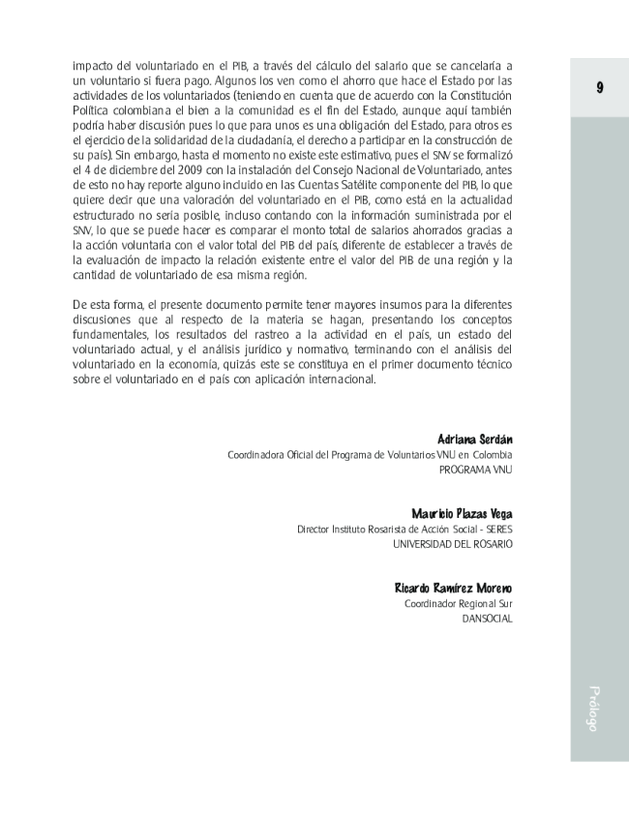 impacto del voluntariado en el PIB, a través del cálculo del salario que se cancelaría a
un voluntario si fuera pago. Algunos los ven como el ahorro que hace el Estado por las
actividades de los voluntariados (teniendo en cuenta que de acuerdo con la Constitución
Política colombiana el bien a la comunidad es el fin del Estado, aunque aquí también
podría haber discusión pues lo que para unos es una obligación del Estado, para otros es
el ejercicio de la solidaridad de la ciudadanía, el derecho a participar en la construcción de
su país). Sin embargo, hasta el momento no existe este estimativo, pues el SNV se formalizó
el 4 de diciembre del 2009 con la instalación del Consejo Nacional de Voluntariado, antes
de esto no hay reporte alguno incluido en las Cuentas Satélite componente del PIB, lo que
quiere decir que una valoración del voluntariado en el PIB, como está en la actualidad
estructurado no sería posible, incluso contando con la información suministrada por el
SNV, lo que se puede hacer es comparar el monto total de salarios ahorrados gracias a
la acción voluntaria con el valor total del PIB del país, diferente de establecer a través de
la evaluación de impacto la relación existente entre el valor del PIB de una región y la
cantidad de voluntariado de esa misma región.
De esta forma, el presente documento permite tener mayores insumos para la diferentes
discusiones que al respecto de la materia se hagan, presentando los conceptos
fundamentales, los resultados del rastreo a la actividad en el país, un estado del
voluntariado actual, y el análisis jurídico y normativo, terminando con el análisis del
voluntariado en la economía, quizás este se constituya en el primer documento técnico
sobre el voluntariado en el país con aplicación internacional.
Adriana Serdán
Coordinadora Oficial del Programa de Voluntarios VNU en Colombia
PROGRAMA VNU
Mauricio Plazas Vega
Director Instituto Rosarista de Acción Social - SERES
UNIVERSIDAD DEL ROSARIO
Ricardo Ramírez Moreno
Coordinador Regional Sur
DANSOCIAL
9
Prólogo